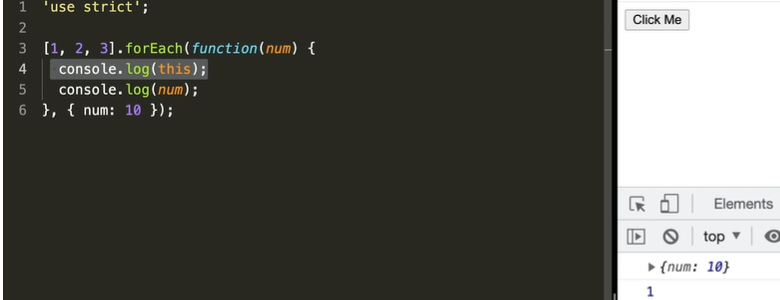 1 'use strict';
2
3 [1, 2, 3].forEach(function(num) {
4 console.log(this);
5 console.log(num);
6 }, { num: 10 });
Click Me
Elements
top ▼
▶ {num: 10}
1